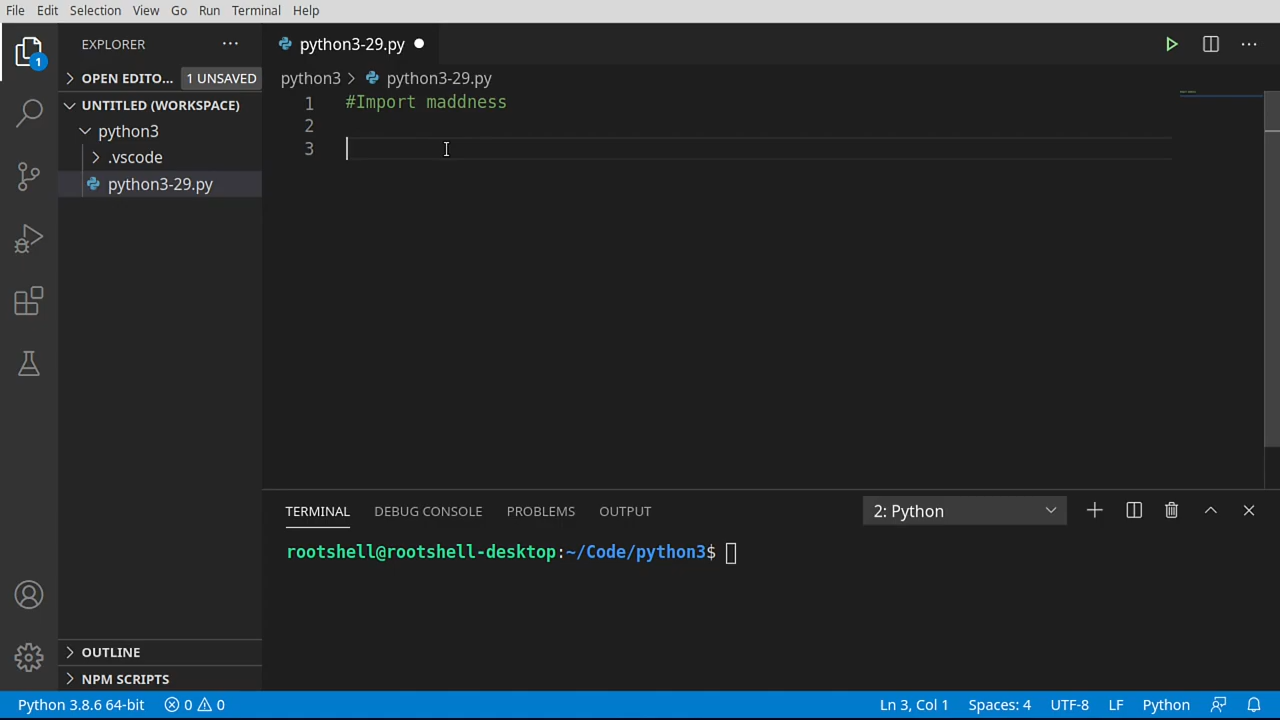 File Edit Selection View Go Run Terminal Help
EXPLORER
python3-29.py
1
OPEN EDITO... 1 UNSAVED
python3 > python3-29.py
UNTITLED (WORKSPACE)
1 #Import maddness
python3
2
.vscode
3
python3-29.py
TERMINAL DEBUG CONSOLE PROBLEMS OUTPUT 2: Python
rootshell@rootshell-desktop:~/Code/python3$
OUTLINE
NPM SCRIPTS
Python 3.8.6 64-bit 0 0 Ln 3, Col 1 Spaces: 4 UTF-8 LF Python